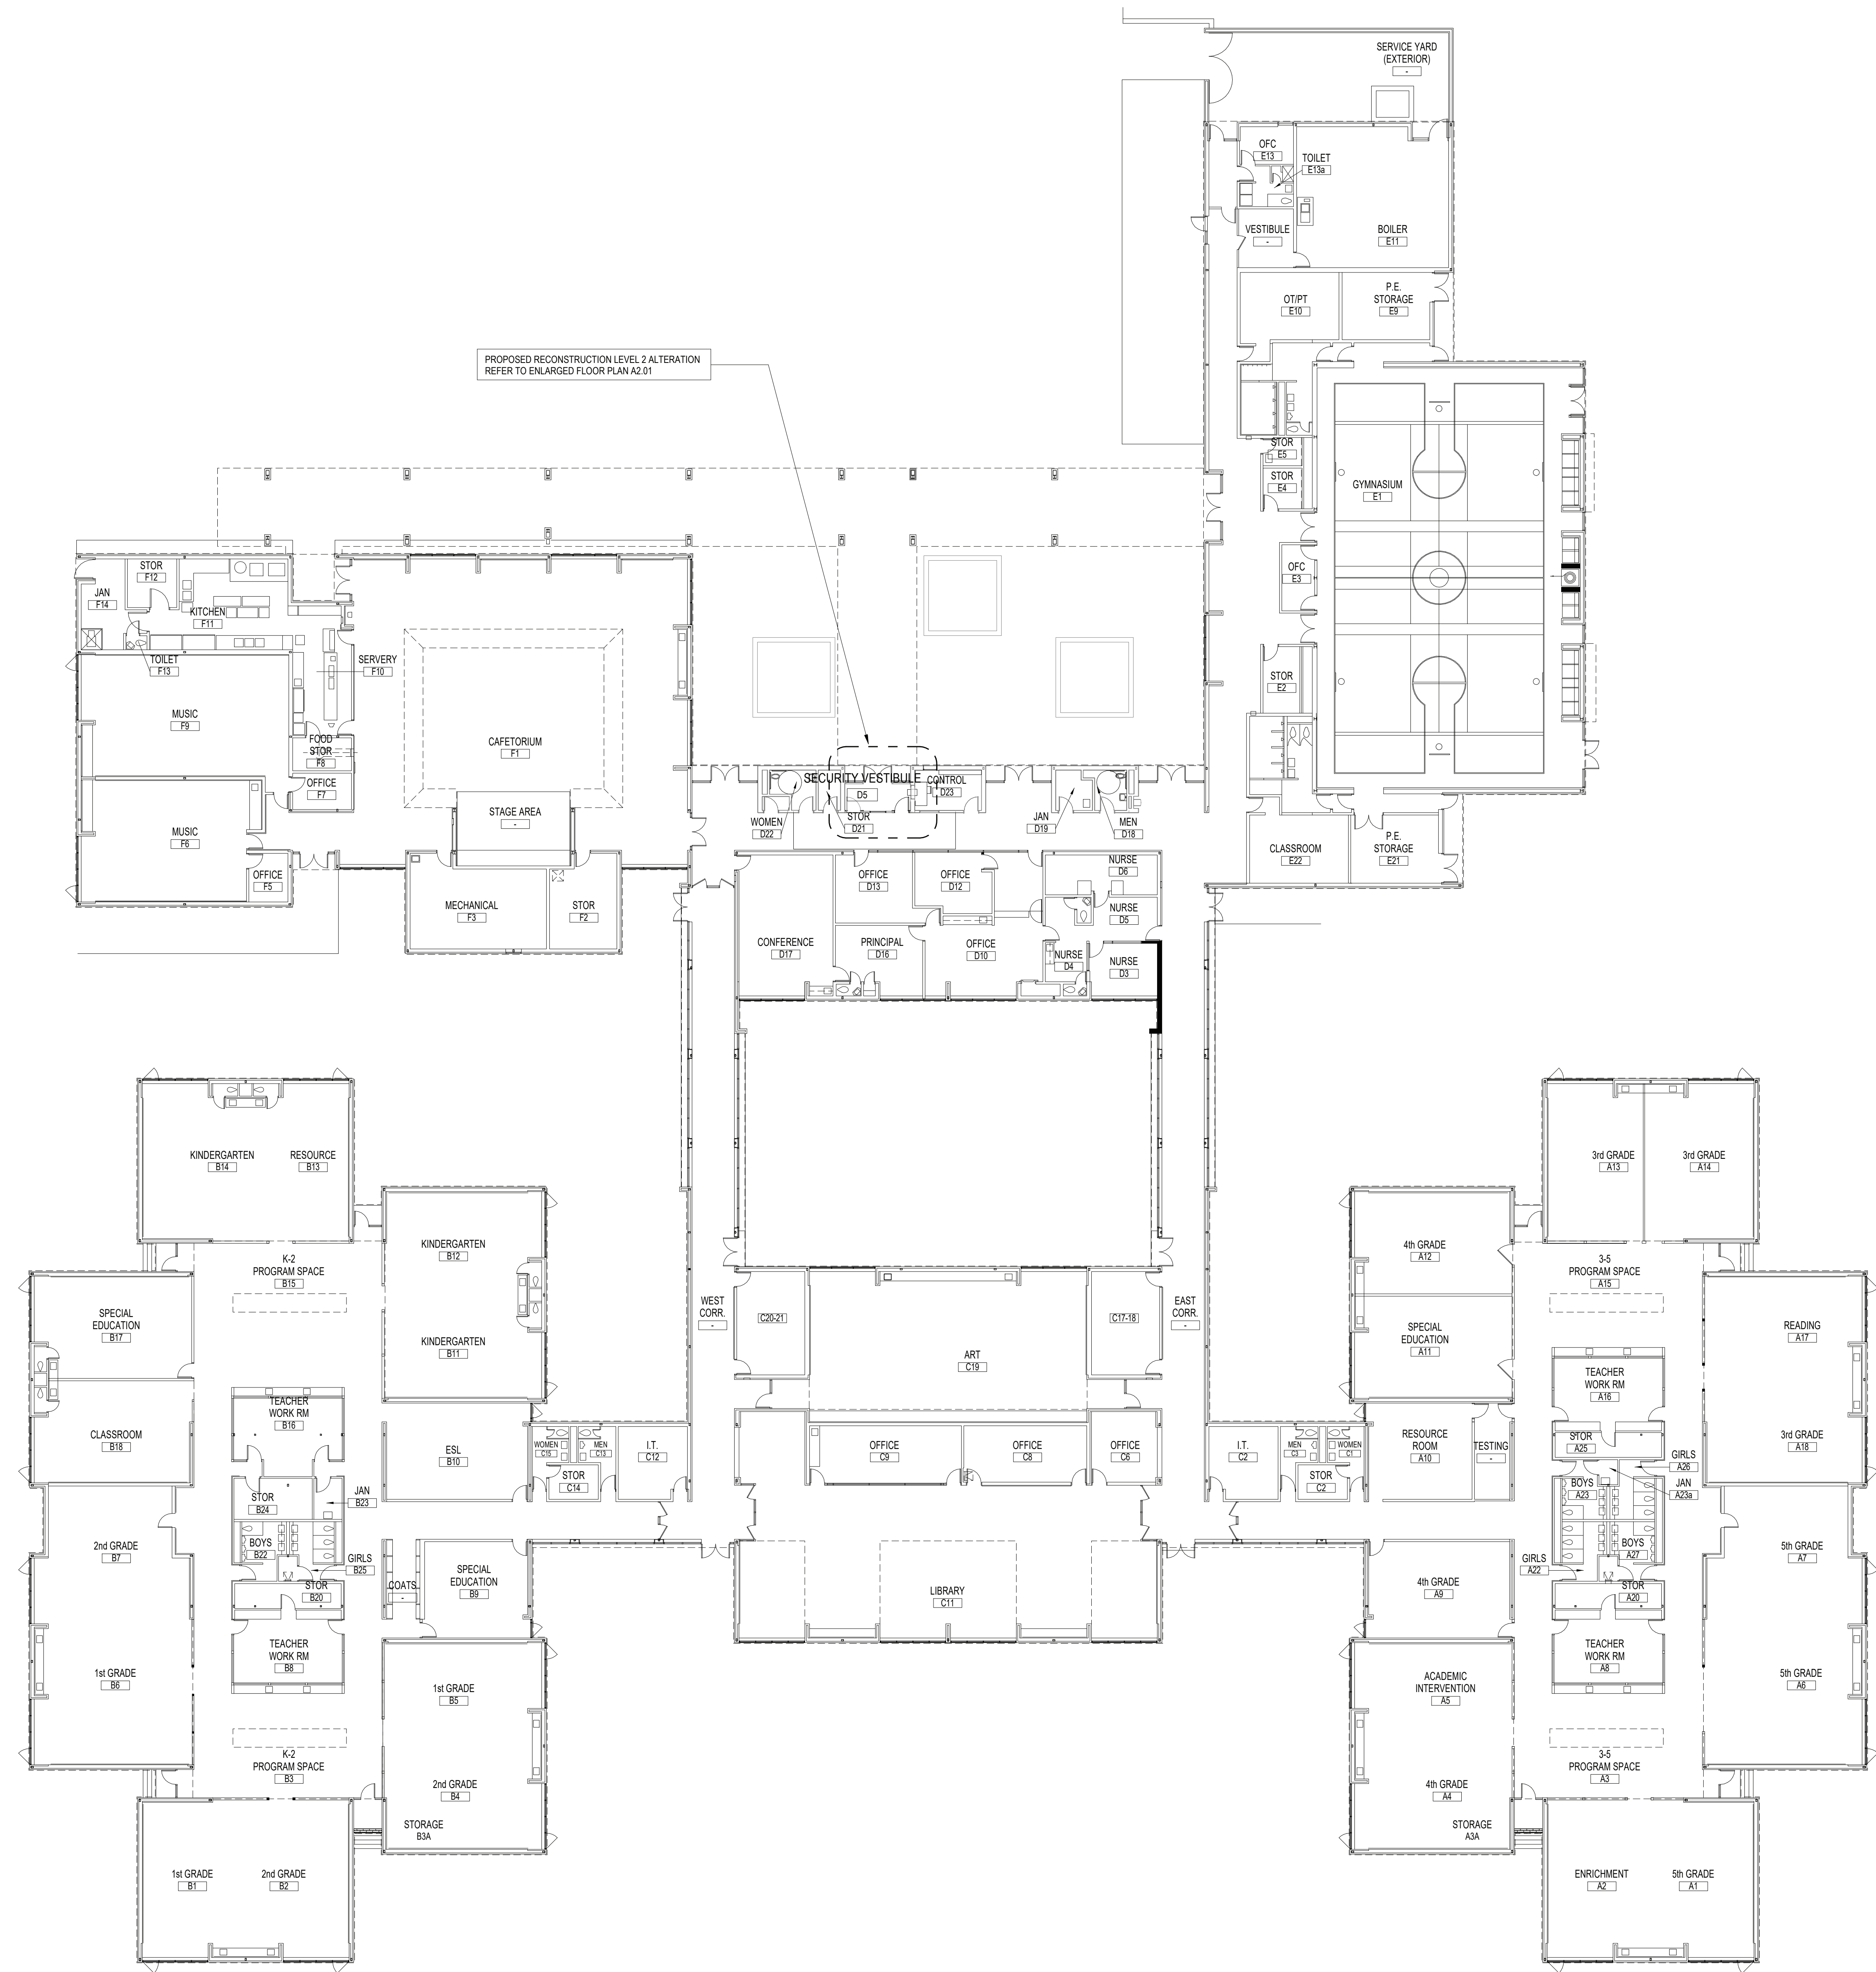 SERVICE YARD
(EXTERIOR)
-
OFC
E13
TOILET
E13a
VESTIBULE
-
BOILER
E11
OT/PT
E10
P.E.
STORAGE
E9
PROPOSED RECONSTRUCTION LEVEL 2 ALTERATION
REFER TO ENLARGED FLOOR PLAN A2.01
STOR
E5
STOR
E4
GYMNASIUM
E1
OFC
E3
STOR
E2
CLASSROOM
E22
P.E.
STORAGE
E21
STOR
F12
JAN
F14
KITCHEN
F11
TOILET
F13
SERVERY
F10
MUSIC
F9
FOOD
STOR
F8
OFFICE
F7
CAFETORIUM
F1
STAGE AREA
-
MUSIC
F6
OFFICE
F5
MECHANICAL
F3
STOR
F2
SECURITY VESTIBULE
D5
CONTROL
D23
WOMEN
D22
STOR
D21
JAN
D19
MEN
D18
OFFICE
D13
OFFICE
D12
NURSE
D6
NURSE
D5
CONFERENCE
D17
PRINCIPAL
D16
OFFICE
D10
NURSE
D4
NURSE
D3
KINDERGARTEN
B14
RESOURCE
B13
K-2
PROGRAM SPACE
B15
KINDERGARTEN
B12
SPECIAL
EDUCATION
B17
KINDERGARTEN
B11
TEACHER
WORK RM
B16
CLASSROOM
B18
ESL
B10
STOR
B24
JAN
B23
2nd GRADE
B7
BOYS
B22
GIRLS
B25
STOR
B20
COATS
-
SPECIAL
EDUCATION
B9
TEACHER
WORK RM
B8
1st GRADE
B6
1st GRADE
B5
K-2
PROGRAM SPACE
B3
2nd GRADE
B4
STORAGE
B3A
1st GRADE
B1
2nd GRADE
B2
WEST
CORR.
-
C20-21
ART
C19
C17-18
EAST
CORR.
-
WOMEN
C15
MEN
C13
I.T.
C12
STOR
C14
OFFICE
C9
OFFICE
C8
OFFICE
C6
I.T.
C2
MEN
C3
WOMEN
C1
STOR
C2
LIBRARY
C11
3rd GRADE
A13
3rd GRADE
A14
4th GRADE
A12
3-5
PROGRAM SPACE
A15
SPECIAL
EDUCATION
A11
READING
A17
TEACHER
WORK RM
A16
RESOURCE
ROOM
A10
TESTING
-
STOR
A25
3rd GRADE
A18
GIRLS
A26
BOYS
A23
JAN
A23a
BOYS
A27
GIRLS
A22
5th GRADE
A7
4th GRADE
A9
STOR
A20
TEACHER
WORK RM
A8
ACADEMIC
INTERVENTION
A5
5th GRADE
A6
3-5
PROGRAM SPACE
A3
4th GRADE
A4
STORAGE
A3A
ENRICHMENT
A2
5th GRADE
A1